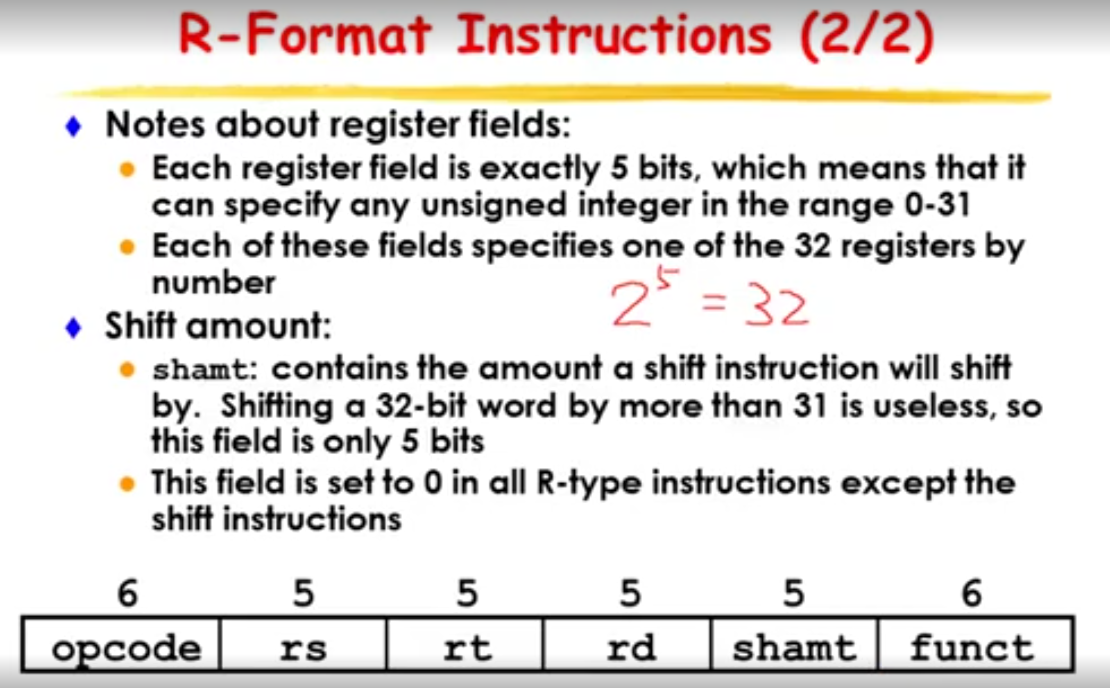 R-Format Instructions (2/2)
Notes about register fields:
Each register field is exactly 5 bits, which means that it
can specify any unsigned integer in the range 0-31
Each of these fields specifies one of the 32 registers by
number
2⁵ = 32
Shift amount:
shamt: contains the amount a shift instruction will shift
by. Shifting a 32-bit word by more than 31 is useless, so
this field is only 5 bits
This field is set to 0 in all R-type instructions except the
shift instructions
6 5 5 5 5 6
opcode rs rt rd shamt funct